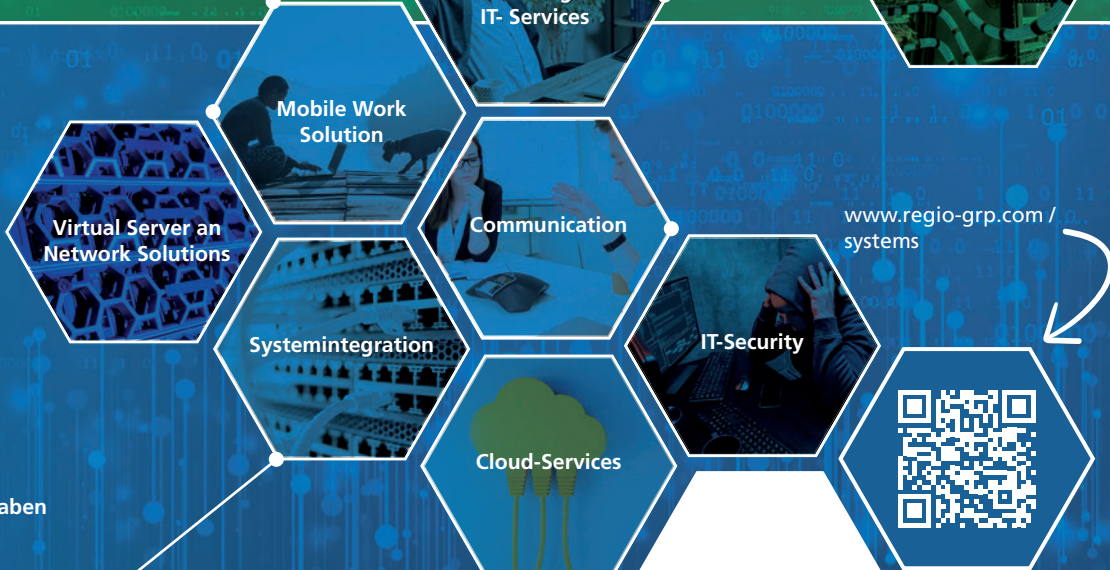 IT- Services
Mobile Work
Solution
Virtual Server an
Network Solutions
Communication
www.regio-grp.com /
systems
Systemintegration
IT-Security
Cloud-Services
aben